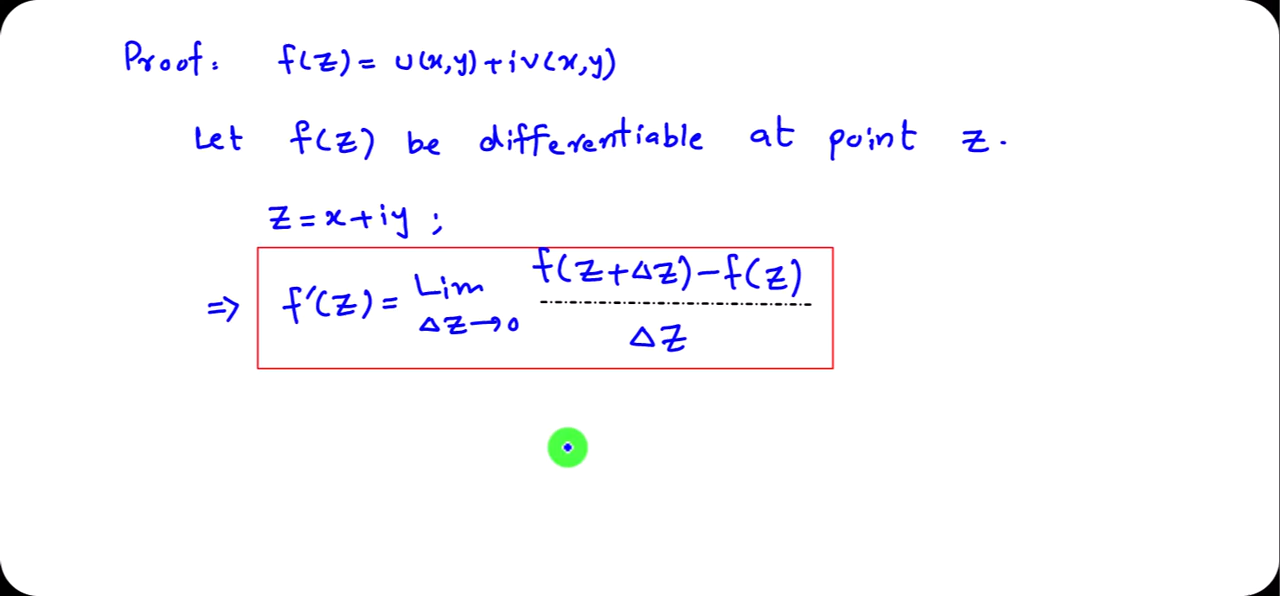 Proof: f(z) = u(x,y) + iv(x,y)
Let f(z) be differentiable at point z.
z = x + iy ;
⇒ f'(z) = Lim Δz→0 f(z+Δz) - f(z) / Δz